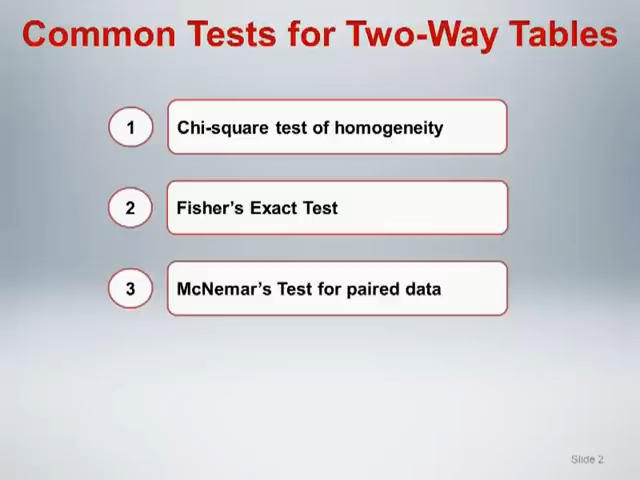 Common Tests for Two-Way Tables
1 Chi-square test of homogeneity
2 Fisher's Exact Test
3 McNemar's Test for paired data
Slide 2